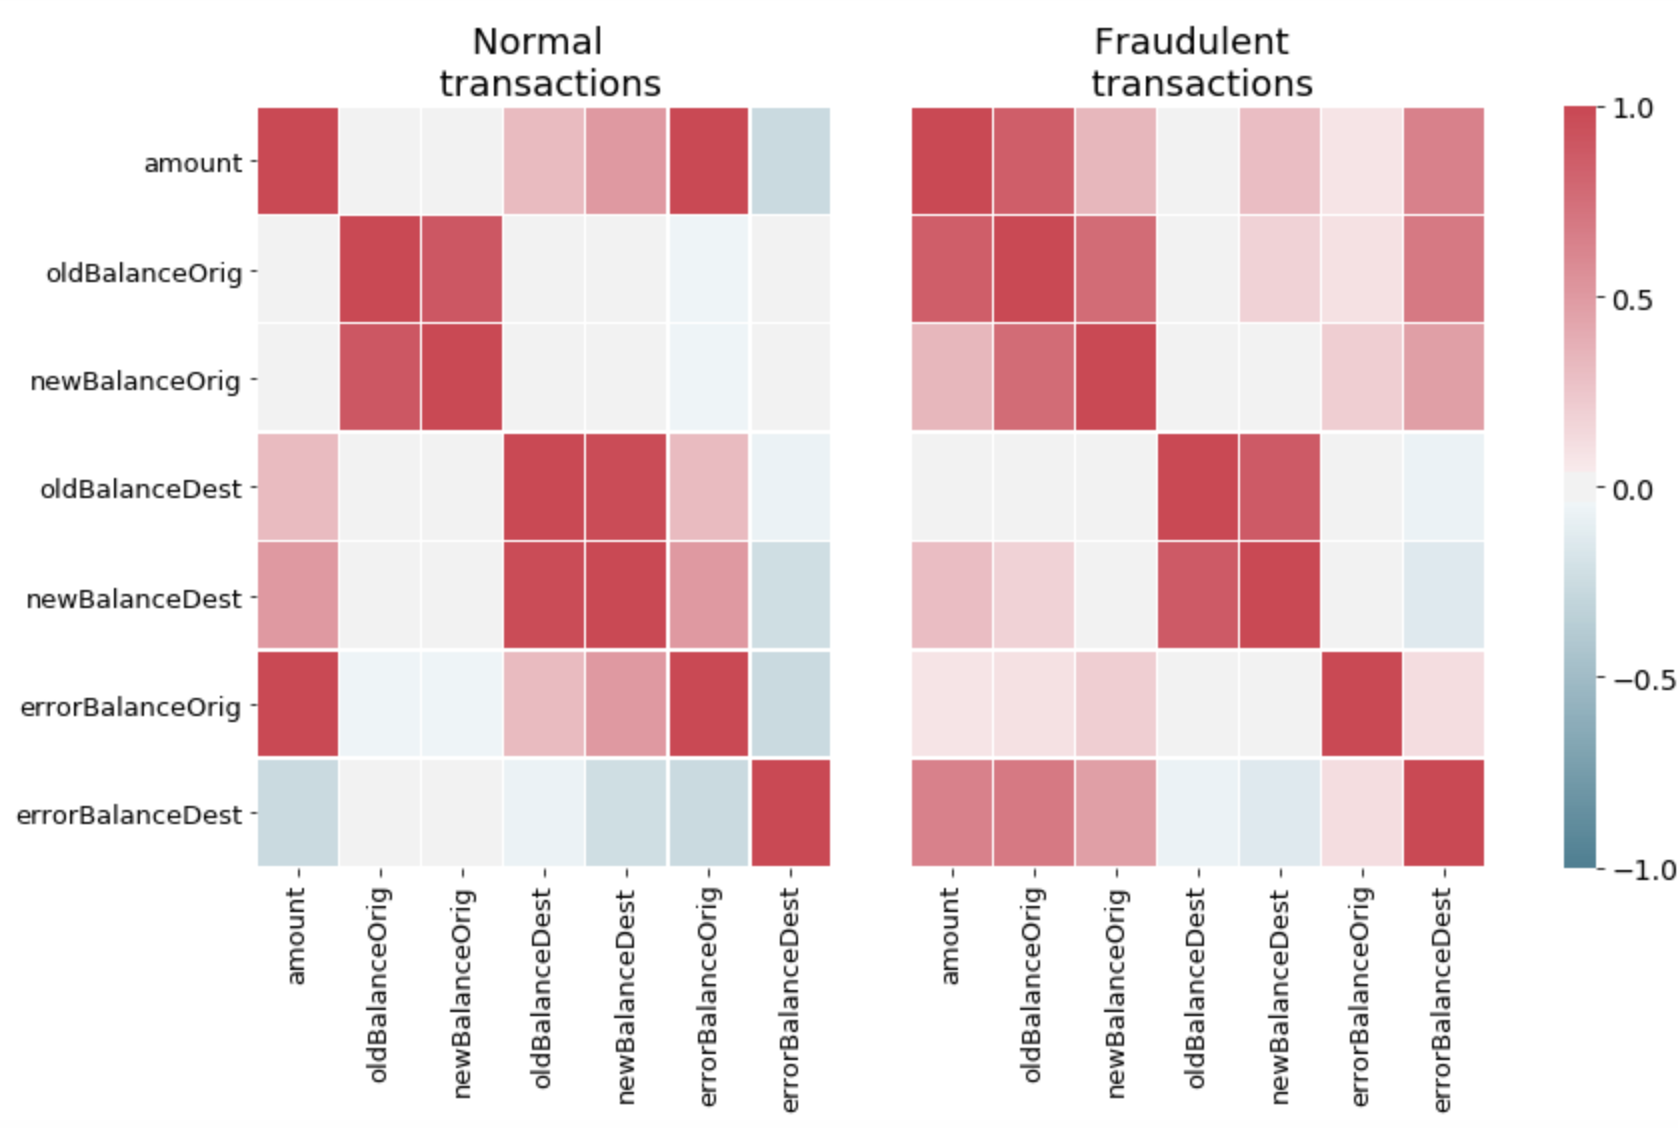 Normal
transactions
Fraudulent
transactions
amount
oldBalanceOrig
newBalanceOrig
oldBalanceDest
newBalanceDest
errorBalanceOrig
errorBalanceDest
amount
oldBalanceOrig
newBalanceOrig
oldBalanceDest
newBalanceDest
errorBalanceOrig
errorBalanceDest
amount
oldBalanceOrig
newBalanceOrig
oldBalanceDest
newBalanceDest
errorBalanceOrig
errorBalanceDest
1.0
0.5
0.0
−0.5
−1.0